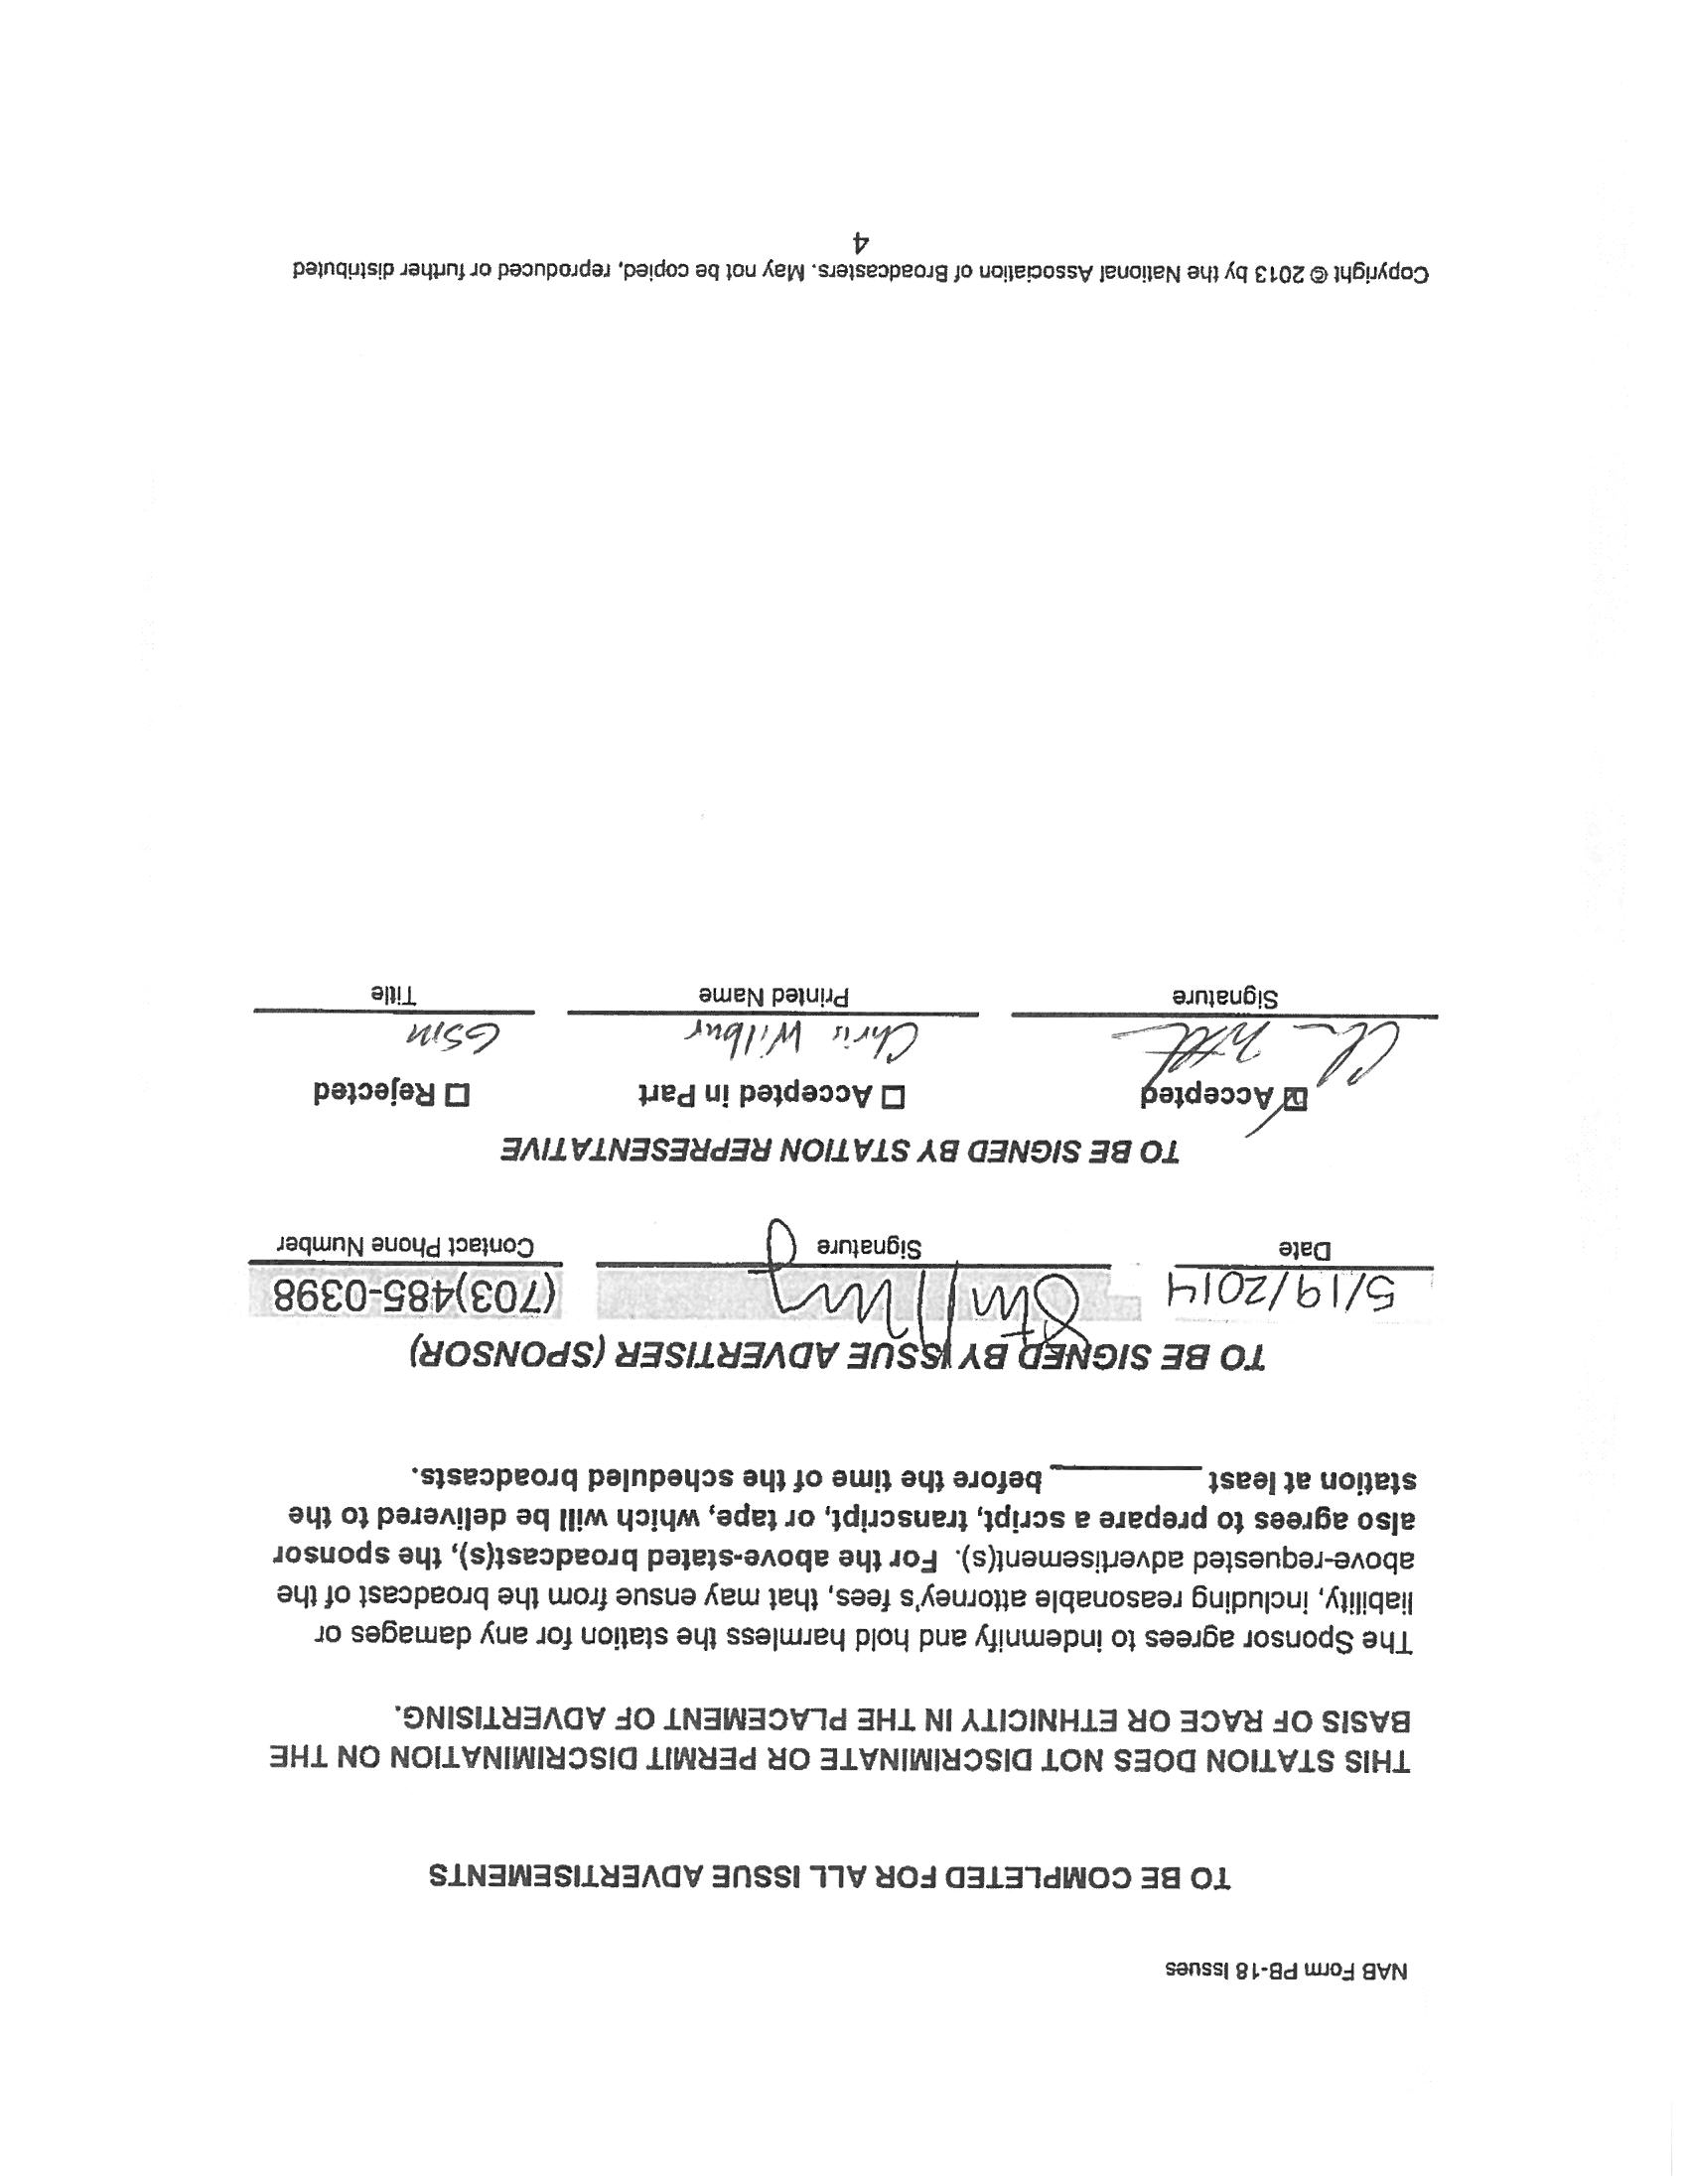 NAB Form PB-18 Issues
TO BE COMPLETED FOR ALL ISSUE ADVERTISEMENTS
THIS STATION DOES NOT DISCRIMINATE OR PERMIT DISCRIMINATION ON THE
BASIS OF RACE OR ETHNICITY IN THE PLACEMENT OF ADVERTISING.
The Sponsor agrees to indemnify and hold harmless the station for any damages or
liability, including reasonable attorney's fees, that may ensue from the broadcast of the
above-requested advertisement(s). For the above-stated broadcast(s), the sponsor
also agrees to prepare a script, transcript, or tape, which will be delivered to the
station at least __________ before the time of the scheduled broadcasts.
TO BE SIGNED BY ISSUE ADVERTISER (SPONSOR)
5/19/2014 (703)485-0398
Date Signature Contact Phone Number
TO BE SIGNED BY STATION REPRESENTATIVE
☑ Accepted ☐ Accepted in Part ☐ Rejected
Chris Wilbur GSM
Signature Printed Name Title
Copyright © 2013 by the National Association of Broadcasters. May not be copied, reproduced or further distributed
4